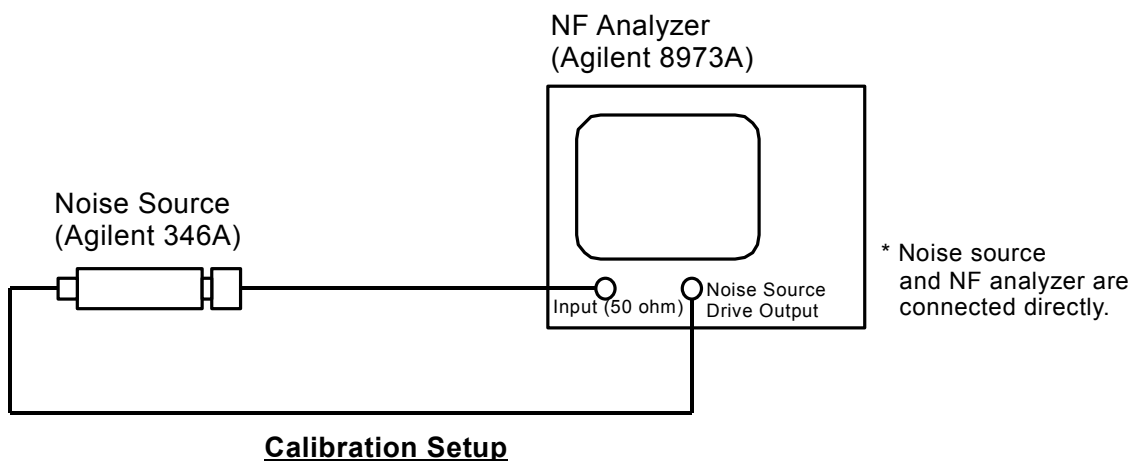 NF Analyzer
(Agilent 8973A)
Noise Source
(Agilent 346A)
* Noise source
and NF analyzer are
connected directly.
Input (50 ohm)
Noise Source
Drive Output
Calibration Setup